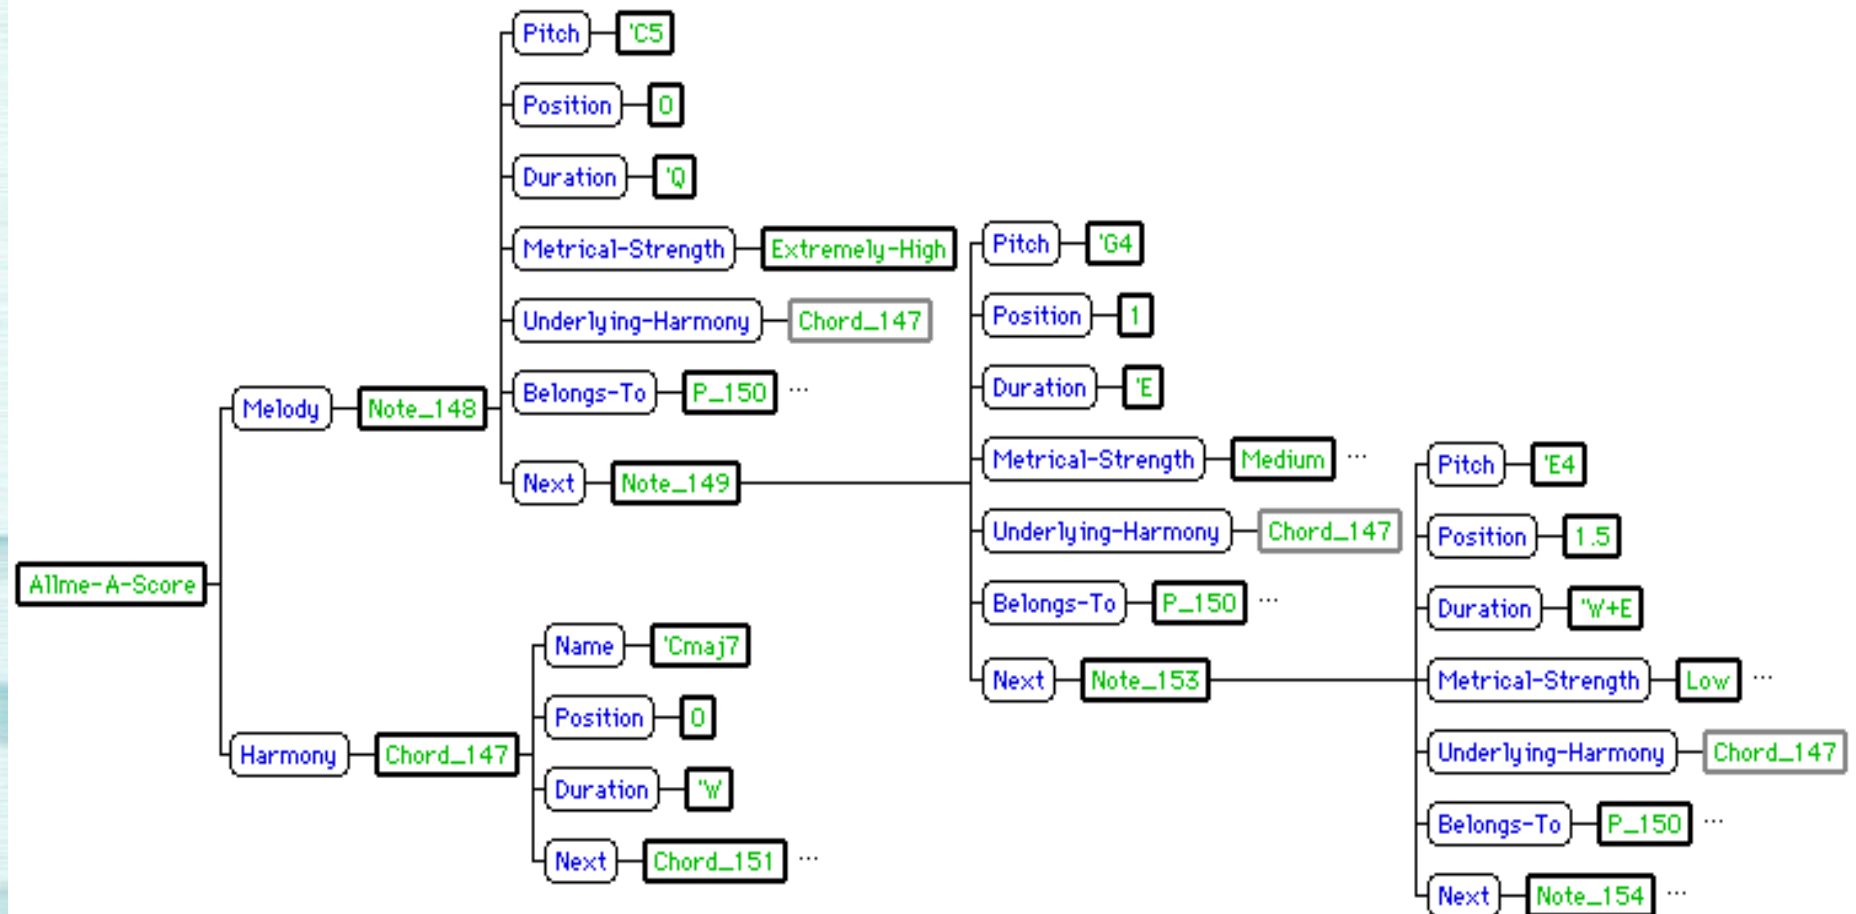 Allme-A-Score
Melody Note_148
Pitch 'C5
Position 0
Duration 'Q
Metrical-Strength Extremely-High
Underlying-Harmony Chord_147
Belongs-To P_150 ...
Next Note_149
Pitch 'G4
Position 1
Duration 'E
Metrical-Strength Medium ...
Underlying-Harmony Chord_147
Belongs-To P_150 ...
Next Note_153
Pitch 'E4
Position 1.5
Duration 'W+E
Metrical-Strength Low ...
Underlying-Harmony Chord_147
Belongs-To P_150 ...
Next Note_154 ...
Harmony Chord_147
Name 'Cmaj7
Position 0
Duration 'W
Next Chord_151 ...